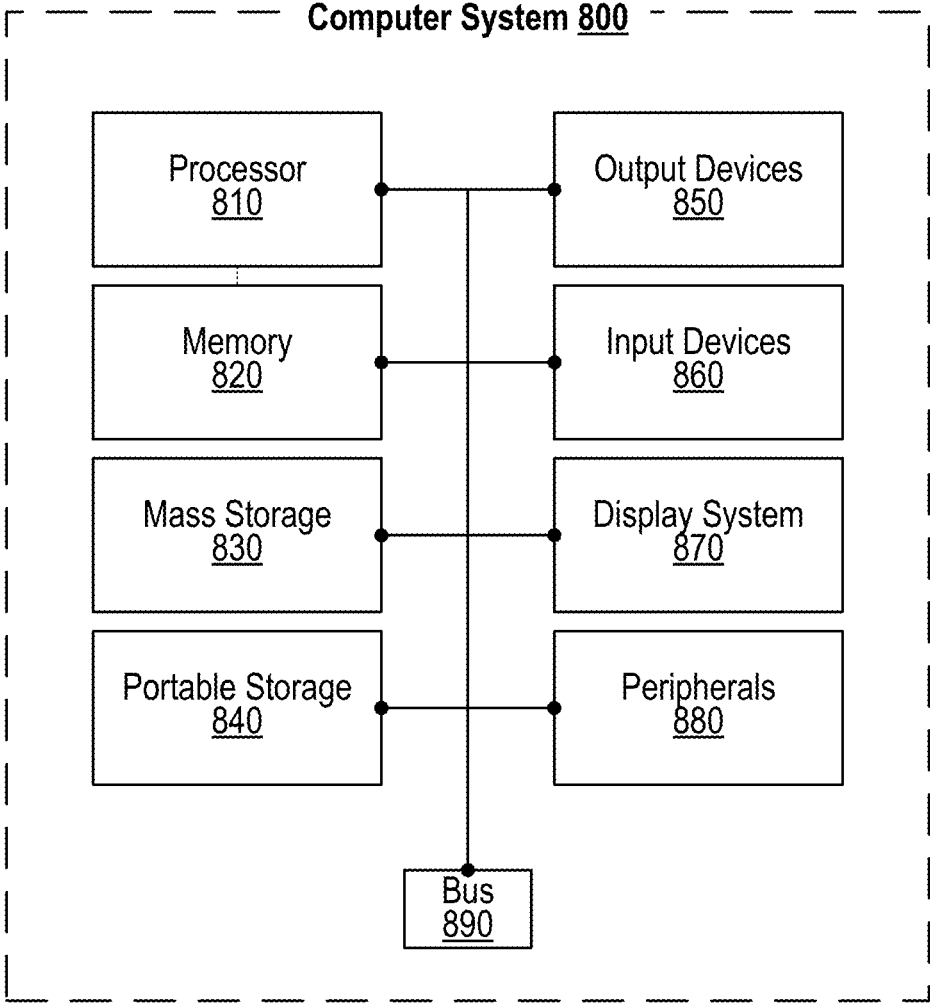 Computer System 800
Processor
810
Output Devices
850
Memory
820
Input Devices
860
Mass Storage
830
Display System
870
Portable Storage
840
Peripherals
880
Bus
890